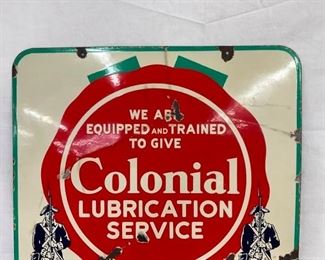 WE ARE
EQUIPPED AND TRAINED
TO GIVE
Colonial
LUBRICATION
SERVICE